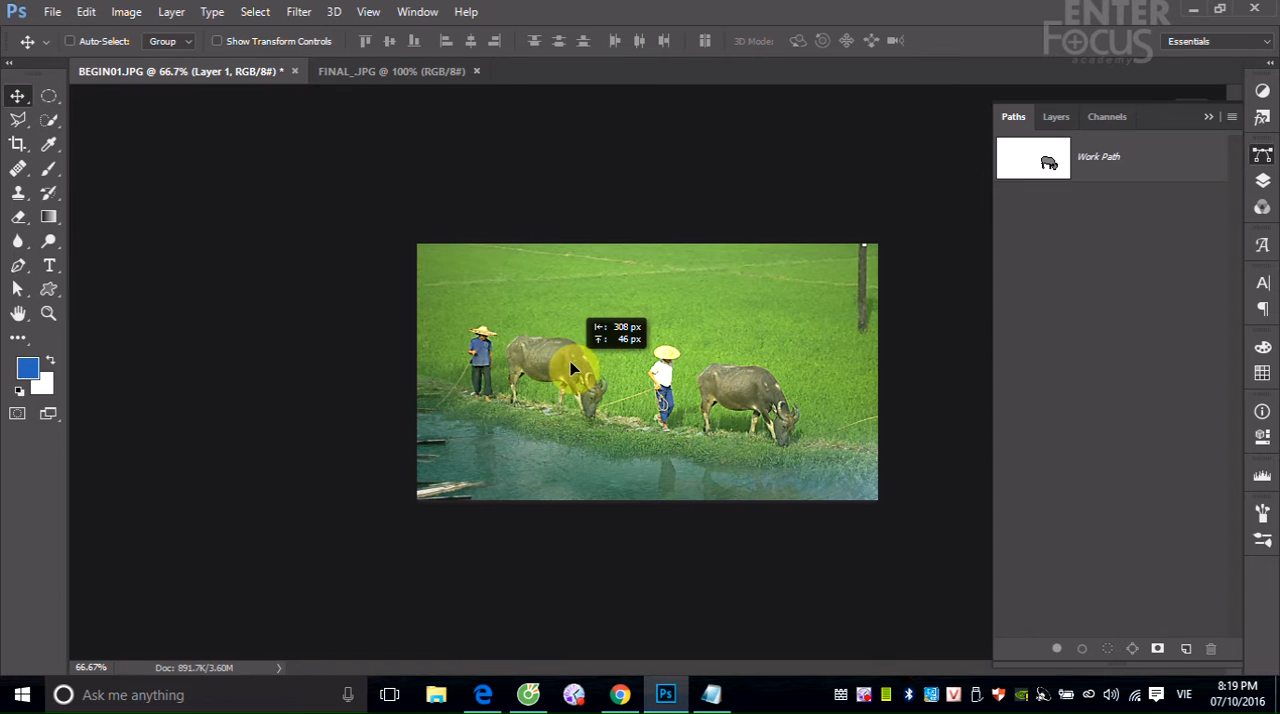 Ps File Edit Image Layer Type Select Filter 3D View Window Help
ENTER
FOCUS
academy
Auto-Select: Group Show Transform Controls 3D Mode: Essentials
BEGIN01.JPG @ 66.7% (Layer 1, RGB/8#) * × FINAL_.JPG @ 100% (RGB/8#) ×
Paths Layers Channels
Work Path
308 px
46 px
66.67% Doc: 891.7K/3.60M
Ask me anything
VIE
8:19 PM
07/10/2016